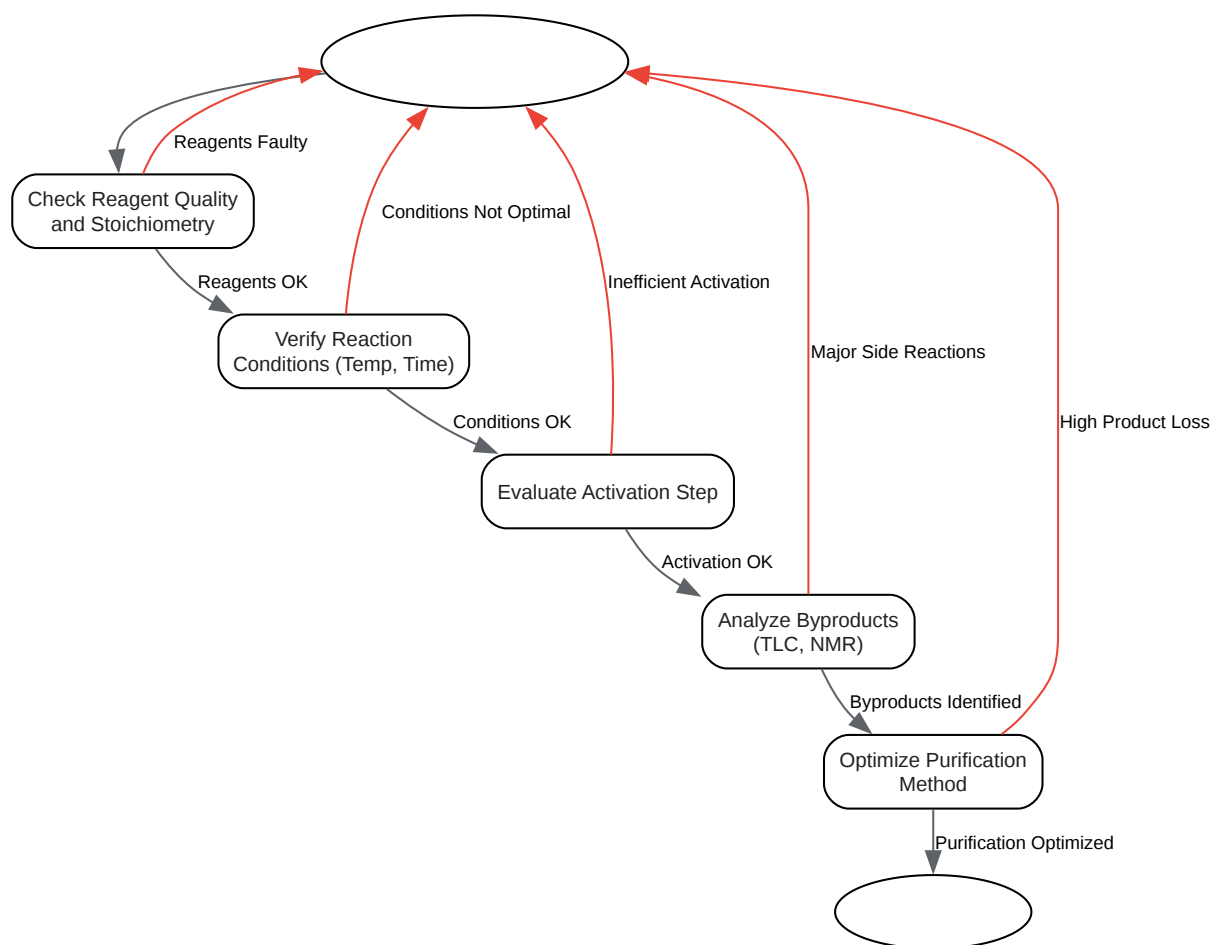 Reagents Faulty
Check Reagent Quality
and Stoichiometry
Conditions Not Optimal
Reagents OK
Inefficient Activation
Verify Reaction
Conditions (Temp, Time)
Major Side Reactions
Conditions OK
High Product Loss
Evaluate Activation Step
Activation OK
Analyze Byproducts
(TLC, NMR)
Byproducts Identified
Optimize Purification
Method
Purification Optimized